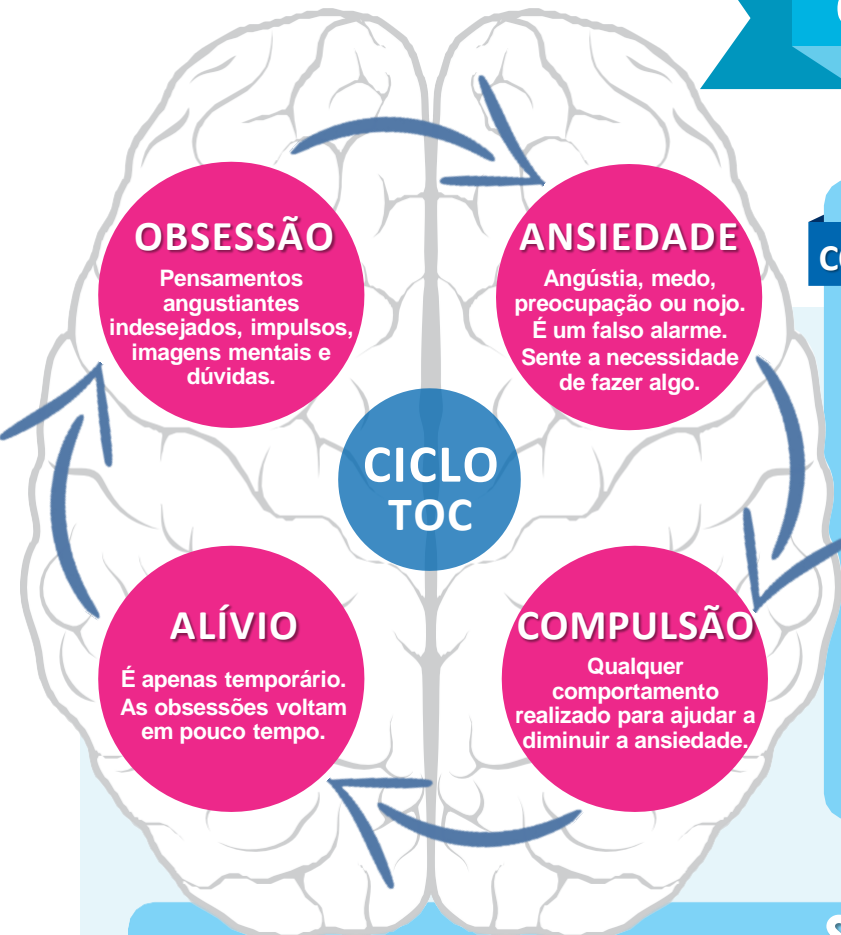 OBSESSÃO
Pensamentos
angustiantes
indesejados, impulsos,
imagens mentais e
dúvidas.
ANSIEDADE
Angústia, medo,
preocupação ou nojo.
É um falso alarme.
Sente a necessidade
de fazer algo.
CICLO
TOC
ALÍVIO
É apenas temporário.
As obsessões voltam
em pouco tempo.
COMPULSÃO
Qualquer
comportamento
realizado para ajudar a
diminuir a ansiedade.